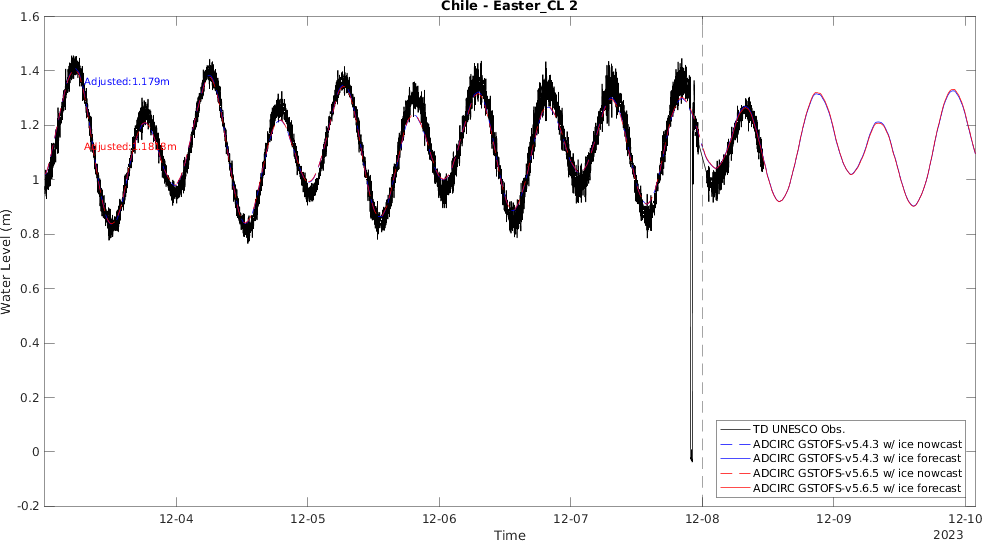 Chile - Easter_CL 2
1.6
1.4
1.2
1
0.8
0.6
0.4
0.2
0
-0.2
Water Level (m)
Adjusted:1.179m
TD UNESCO Obs.
ADCIRC GSTOFS-v5.4.3 w/ ice nowcast
ADCIRC GSTOFS-v5.4.3 w/ ice forecast
ADCIRC GSTOFS-v5.6.5 w/ ice nowcast
ADCIRC GSTOFS-v5.6.5 w/ ice forecast
12-04 12-05 12-06 12-07 12-08 12-09 12-10
Time
2023